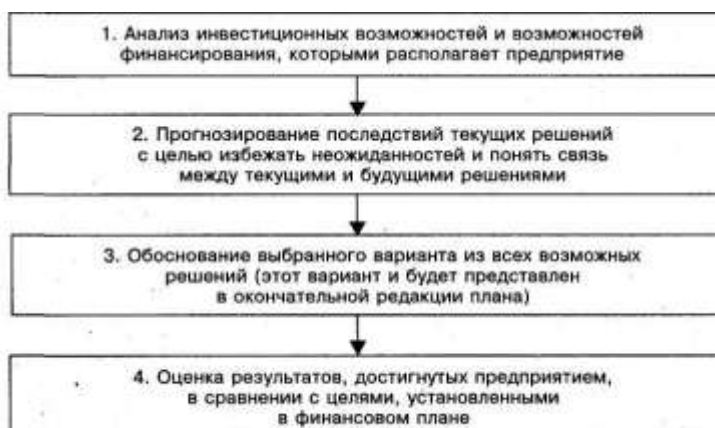 1. Анализ инвестиционных возможностей и возможностей
финансирования, которыми располагает предприятие
2. Прогнозирование последствий текущих решений
с целью избежать неожиданностей и понять связь
между текущими и будущими решениями
3. Обоснование выбранного варианта из всех возможных
решений (этот вариант и будет представлен
в окончательной редакции плана)
4. Оценка результатов, достигнутых предприятием,
в сравнении с целями, установленными
в финансовом плане